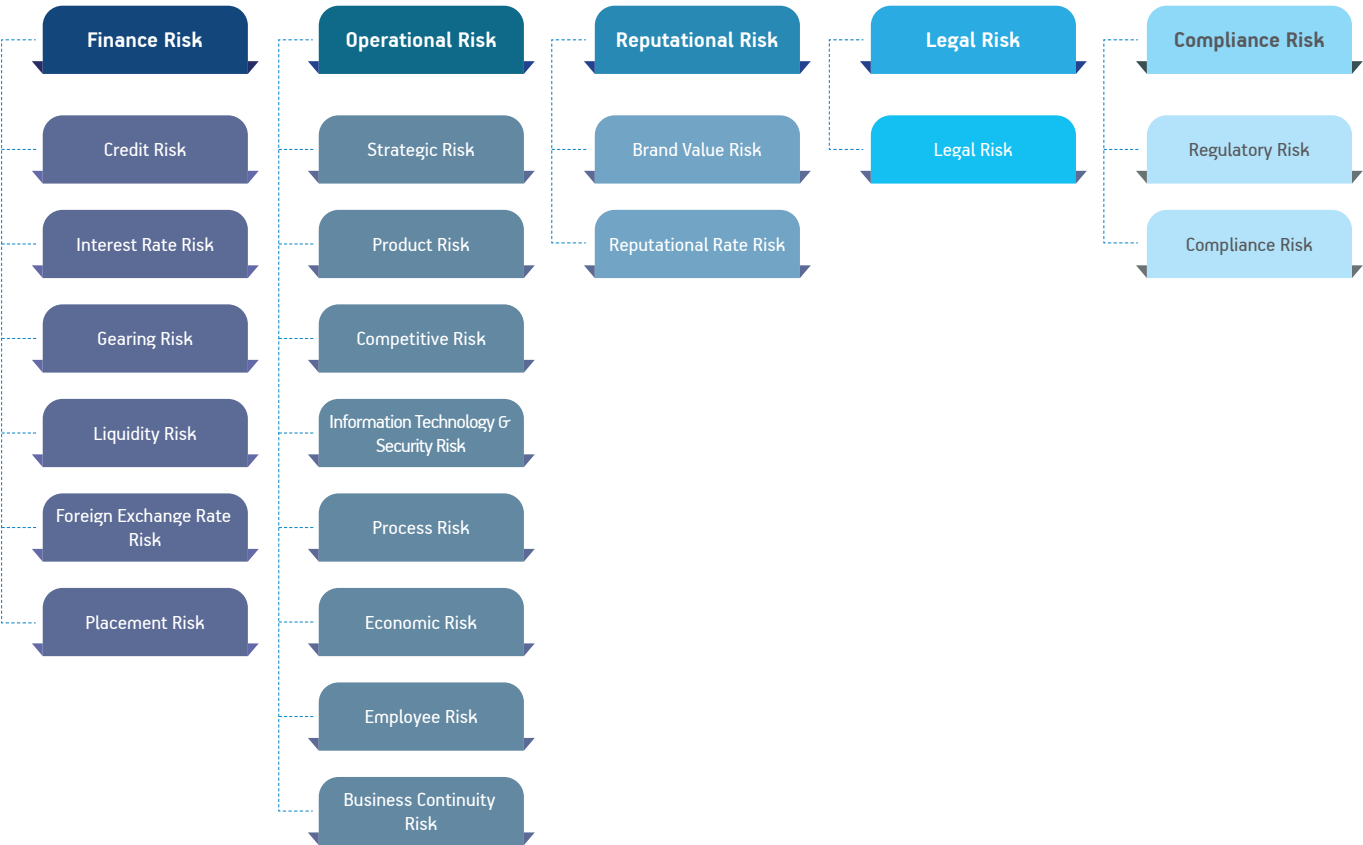 Finance Risk
Credit Risk
Interest Rate Risk
Gearing Risk
Liquidity Risk
Foreign Exchange Rate
Risk
Placement Risk
Operational Risk
Strategic Risk
Product Risk
Competitive Risk
Information Technology &
Security Risk
Process Risk
Economic Risk
Employee Risk
Business Continuity
Risk
Reputational Risk
Brand Value Risk
Reputational Rate Risk
Legal Risk
Legal Risk
Compliance Risk
Regulatory Risk
Compliance Risk